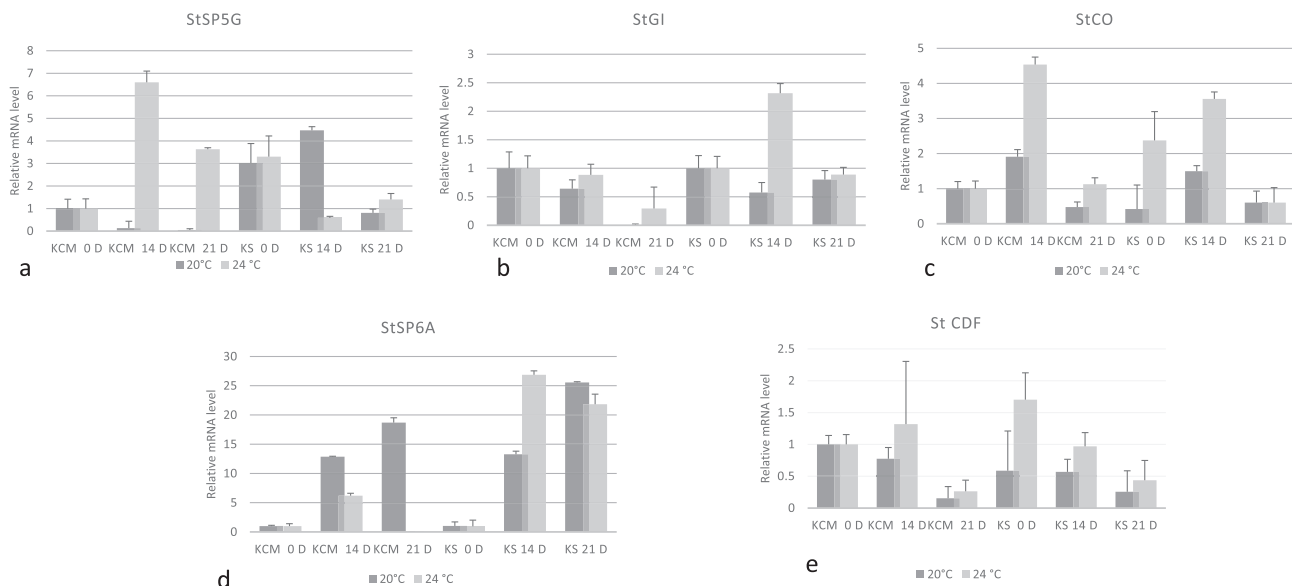 StSP5G
Relative mRNA level
8
7
6
5
4
3
2
1
0
KCM 0 D KCM 14 D KCM 21 D KS 0 D KS 14 D KS 21 D
20°C 24 °C
a
StGI
Relative mRNA level
3
2.5
2
1.5
1
0.5
0
KCM 0 D KCM 14 D KCM 21 D KS 0 D KS 14 D KS 21 D
20°C 24 °C
b
StCO
Relative mRNA level
5
4
3
2
1
0
KCM 0 D KCM 14 D KCM 21 D KS 0 D KS 14 D KS 21 D
20°C 24 °C
c
StSP6A
Relative mRNA level
30
25
20
15
10
5
0
KCM 0 D KCM 14 D KCM 21 D KS 0 D KS 14 D KS 21 D
20°C 24 °C
d
St CDF
Relative mRNA level
2.5
2
1.5
1
0.5
0
KCM 0 D KCM 14 D KCM 21 D KS 0 D KS 14 D KS 21 D
20°C 24 °C
e